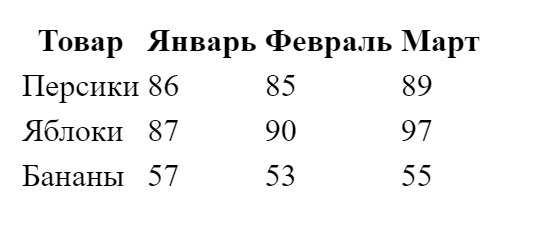 Товар Январь Февраль Март
Персики 86 85 89
Яблоки 87 90 97
Бананы 57 53 55